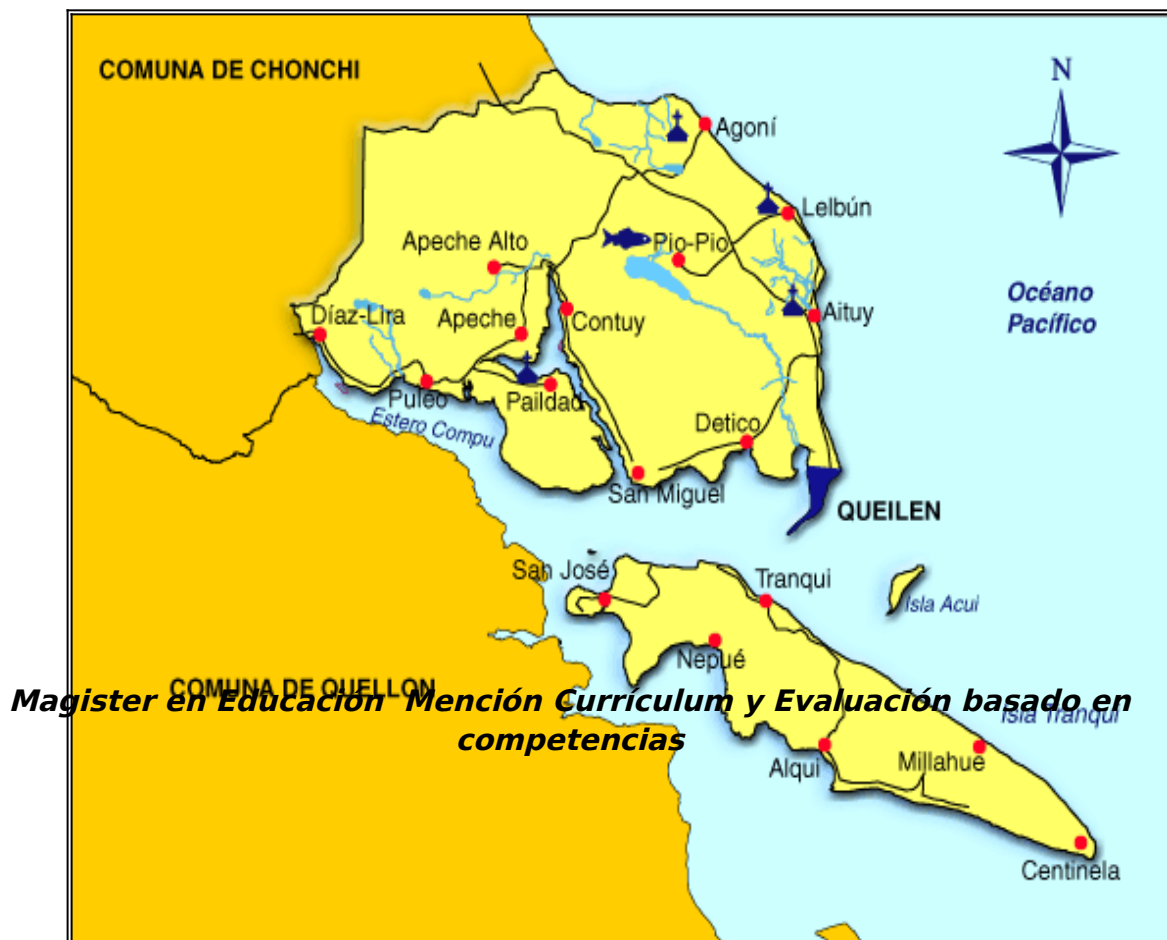 COMUNA DE CHONCHI
N
Agoní
Lelbún
Apeche Alto
Pio-Pio
Océano
Pacífico
Díaz-Lira
Apeche
Contuy
Aituy
Puleo
Paildad
Estero Compu
Detico
San Miguel
QUEILEN
San José
Tranqui
Isla Acui
Nepué
COMUNA DE QUELLON
Magister en Educación Mención Currículum y Evaluación basado en
competencias
Isla Tranqui
Alqui
Millahue
Centinela